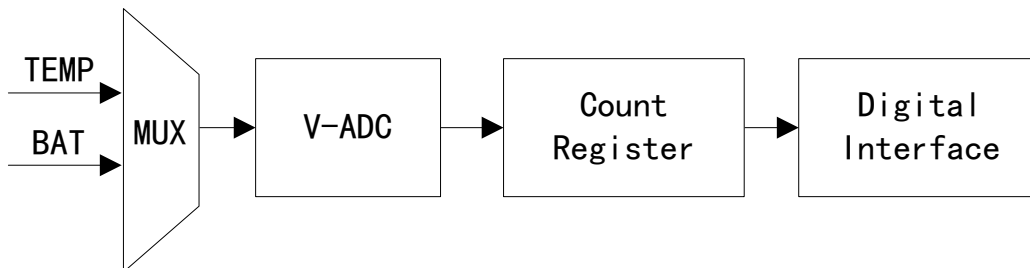 TEMP
BAT
MUX
V-ADC
Count
Register
Digital
Interface